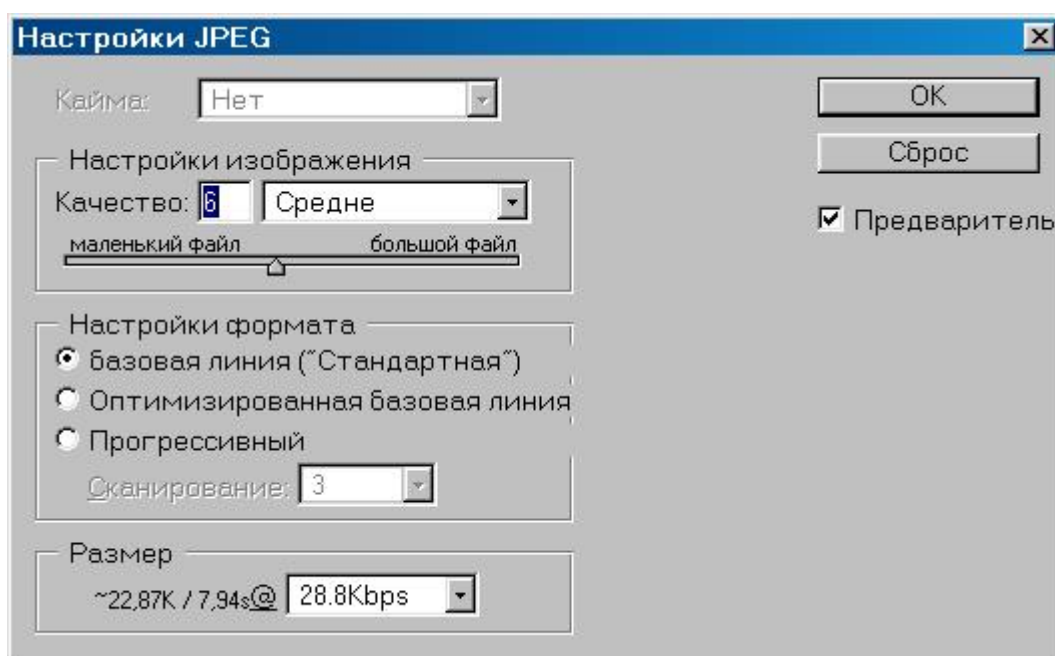 Настройки JPEG
Кайма: Нет
OK
Сброс
Предваритель
Настройки изображения
Качество: 6 Средне
маленький файл большой файл
Настройки формата
базовая линия ("Стандартная")
Оптимизированная базовая линия
Прогрессивный
Сканирование: 3
Размер
~22,87K / 7,94s@ 28.8Kbps